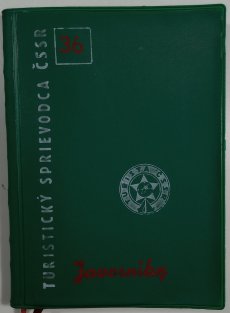 TURISTICKÝ SPRIEVODCA ČSSR
36
Javorníky